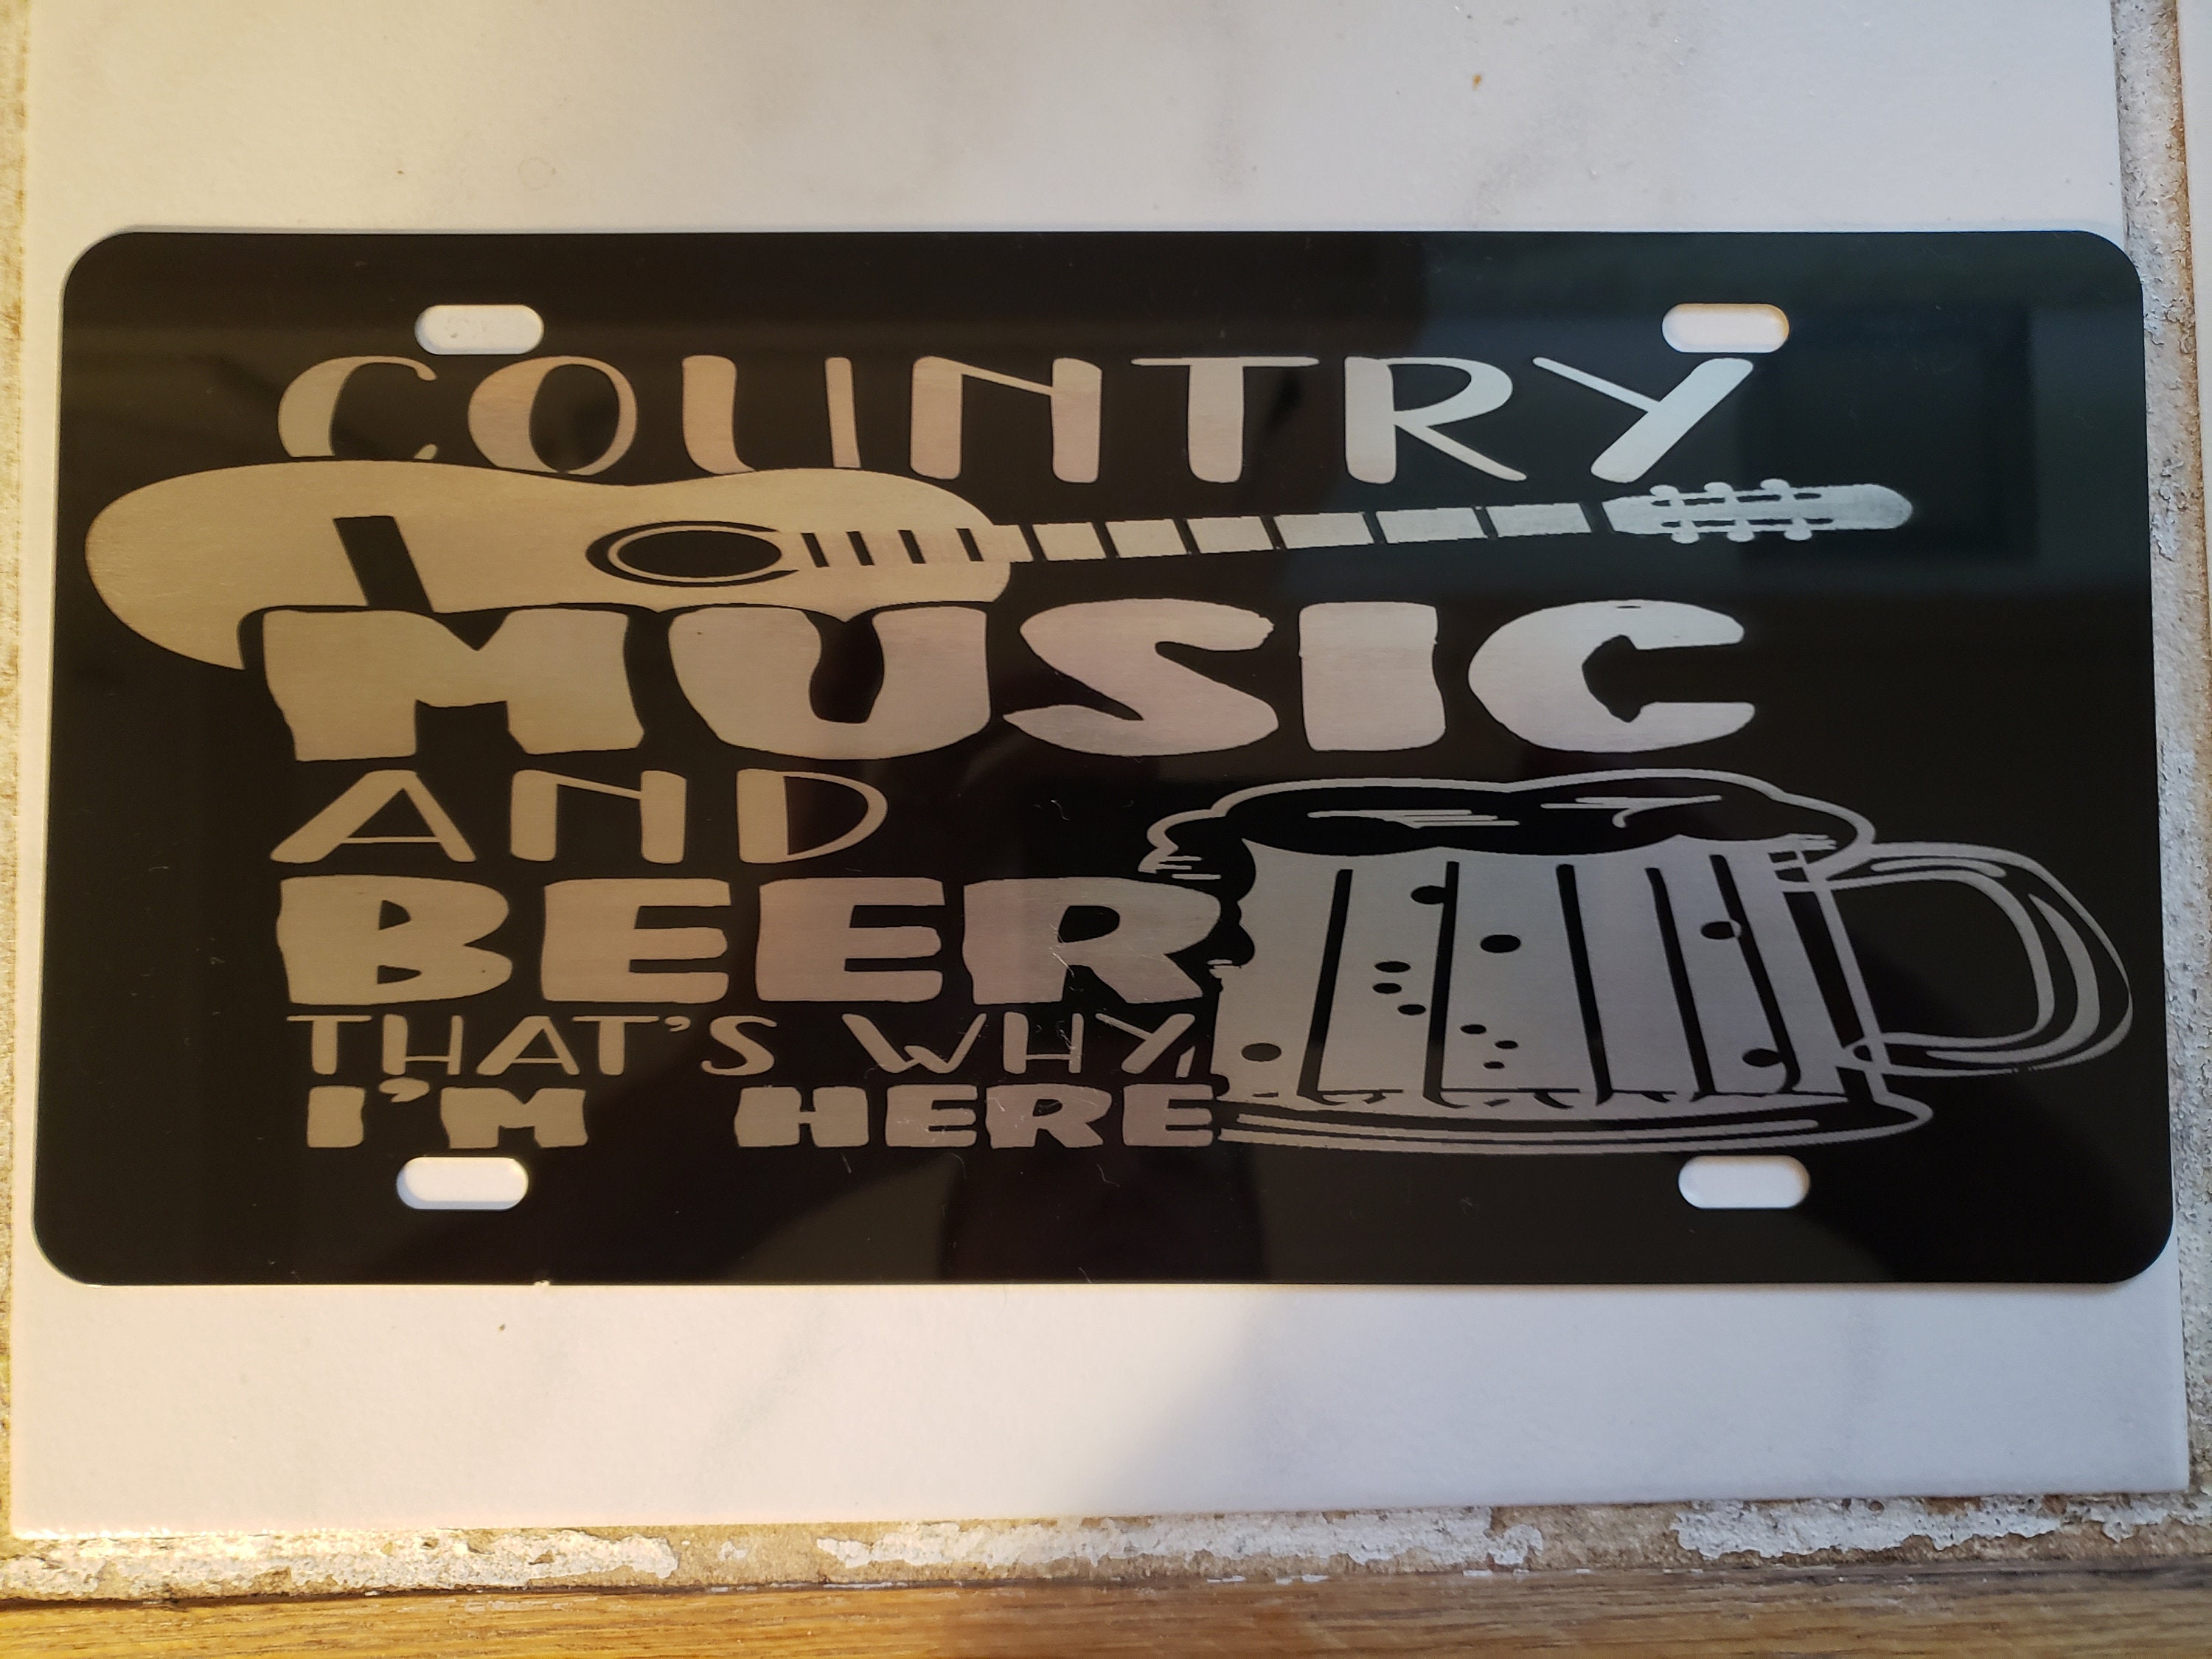 COUNTRY
MUSIC
AND
BEER
THAT'S WHY
I'M HERE